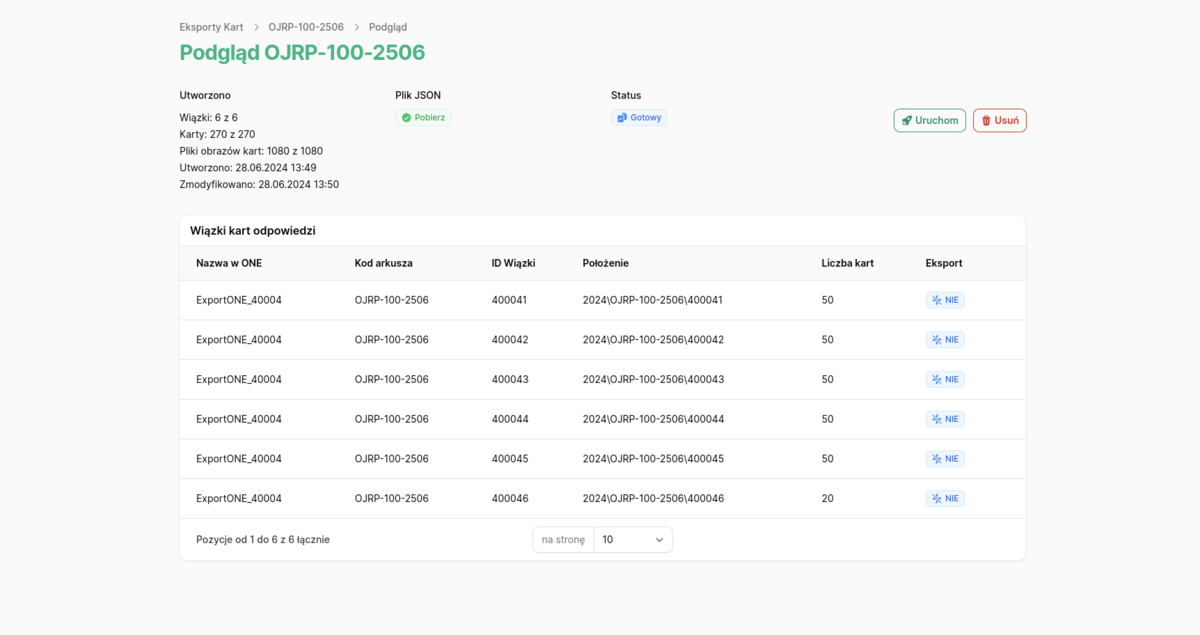 Eksporty Kart > OJRP-100-2506 > Podgląd
Podgląd OJRP-100-2506
Utworzono
Wiązki: 6 z 6
Karty: 270 z 270
Pliki obrazów kart: 1080 z 1080
Utworzono: 28.06.2024 13:49
Zmodyfikowano: 28.06.2024 13:50
Plik JSON
Pobierz
Status
Gotowy
Uruchom Usuń
Wiązki kart odpowiedzi
Nazwa w ONE Kod arkusza ID Wiązki Położenie Liczba kart Eksport
ExportONE_40004 OJRP-100-2506 400041 2024\OJRP-100-2506\400041 50 NIE
ExportONE_40004 OJRP-100-2506 400042 2024\OJRP-100-2506\400042 50 NIE
ExportONE_40004 OJRP-100-2506 400043 2024\OJRP-100-2506\400043 50 NIE
ExportONE_40004 OJRP-100-2506 400044 2024\OJRP-100-2506\400044 50 NIE
ExportONE_40004 OJRP-100-2506 400045 2024\OJRP-100-2506\400045 50 NIE
ExportONE_40004 OJRP-100-2506 400046 2024\OJRP-100-2506\400046 20 NIE
Pozycje od 1 do 6 z 6 łącznie na stronę 10